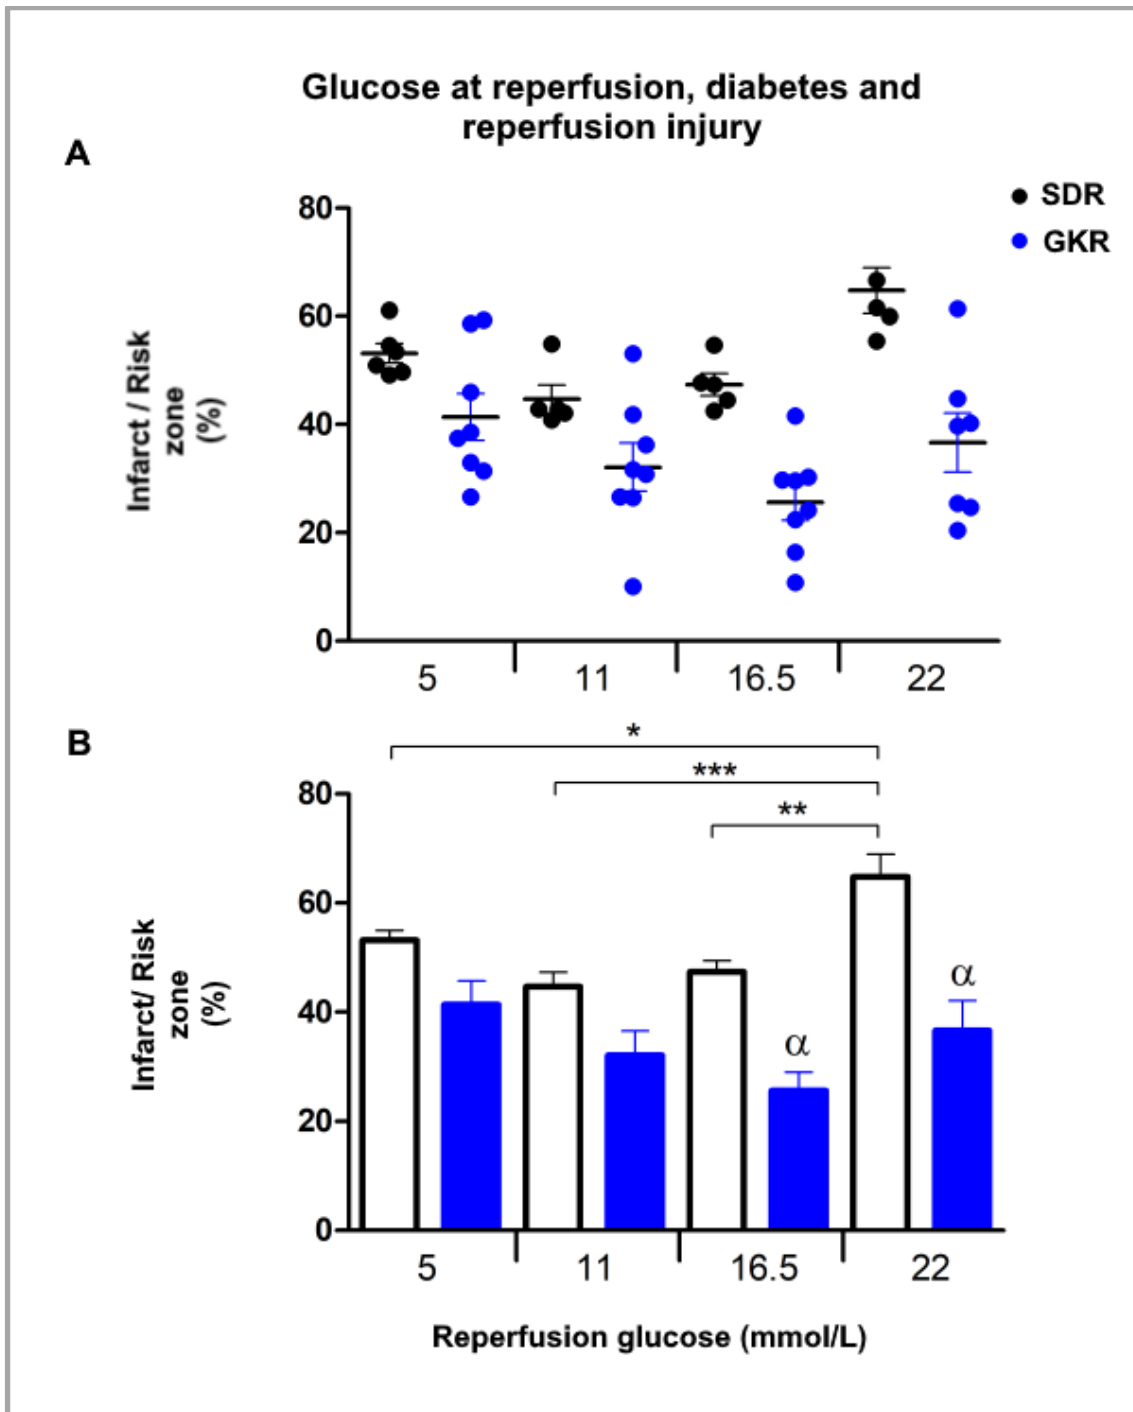 Glucose at reperfusion, diabetes and
reperfusion injury
A
SDR
GKR
Infarct / Risk
zone
(%)
80
60
40
20
0
5 11 16.5 22
B
*
***
**
Infarct/ Risk
zone
(%)
80
60
40
20
0
α
α
5 11 16.5 22
Reperfusion glucose (mmol/L)